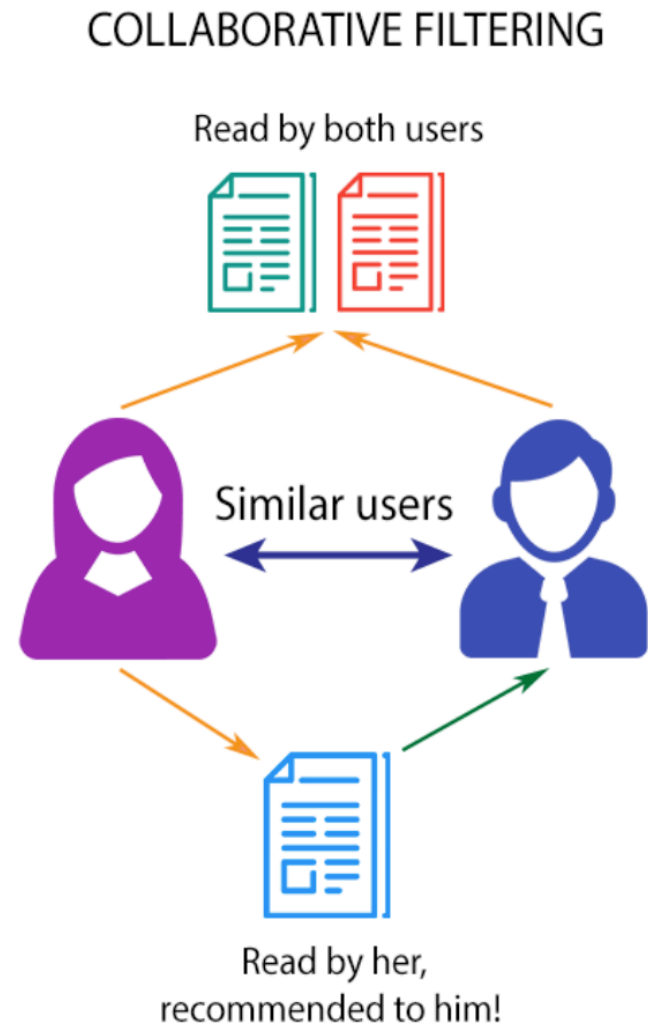 COLLABORATIVE FILTERING
Read by both users
Similar users
Read by her,
recommended to him!